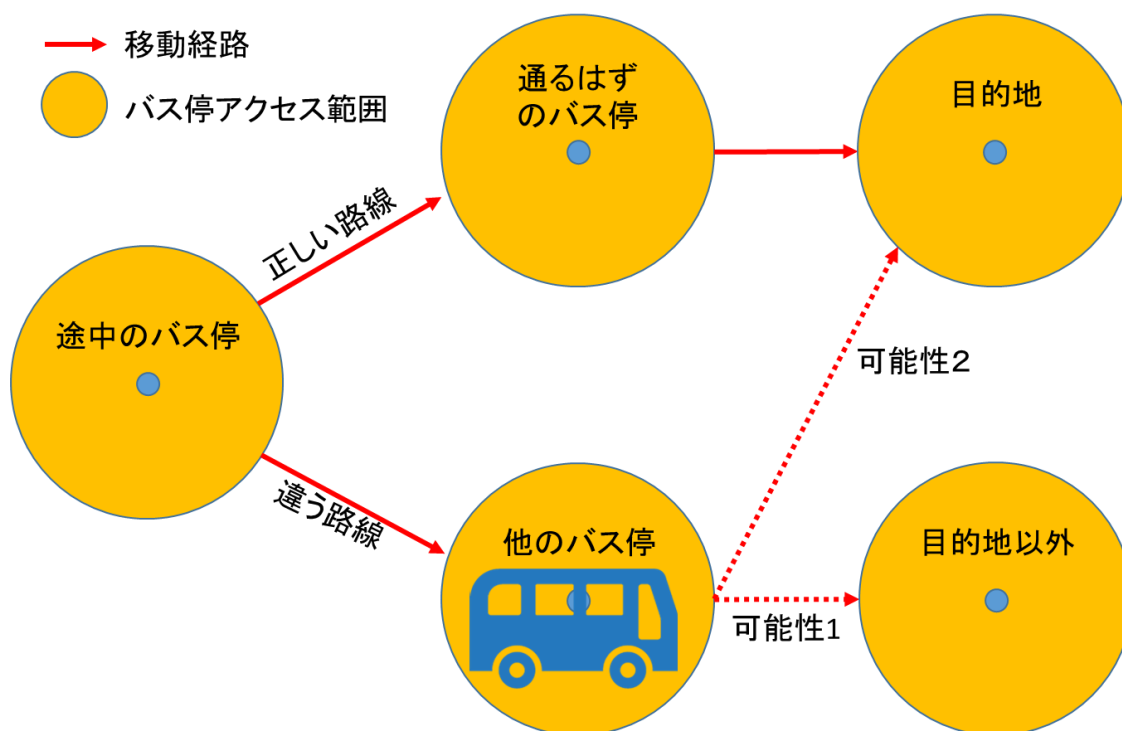 移動経路
バス停アクセス範囲
通るはず
のバス停
目的地
正しい路線
途中のバス停
可能性２
違う路線
他のバス停
目的地以外
可能性1